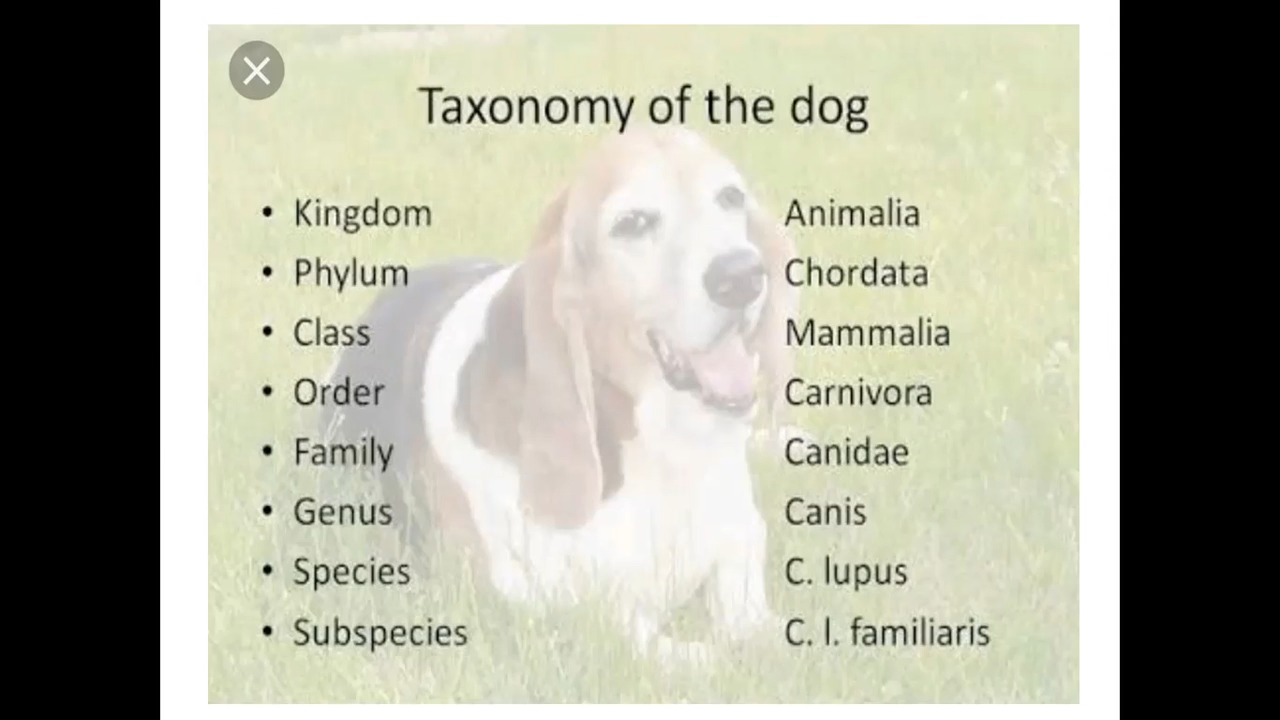 Taxonomy of the dog
• Kingdom Animalia
• Phylum Chordata
• Class Mammalia
• Order Carnivora
• Family Canidae
• Genus Canis
• Species C. lupus
• Subspecies C. l. familiaris